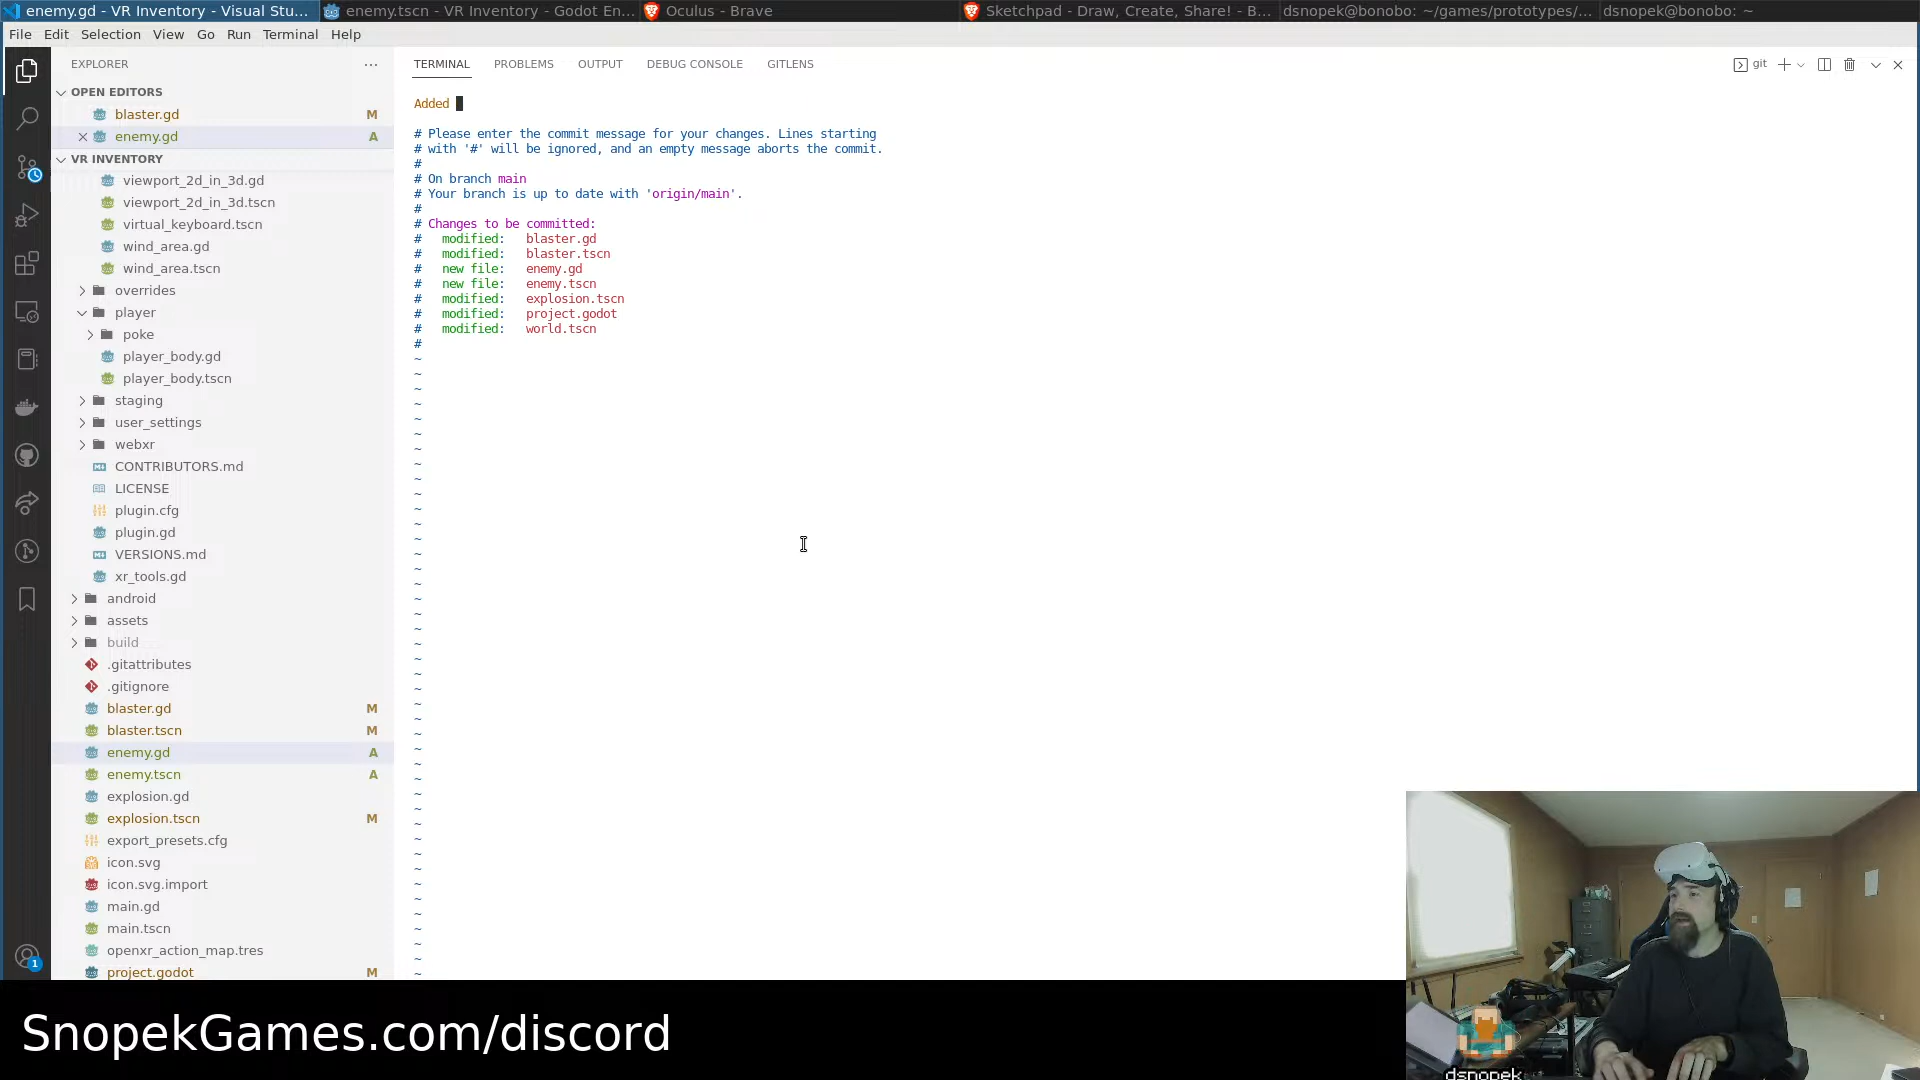 enemy.gd - VR Inventory - Visual Stu...
enemy.tscn - VR Inventory - Godot En...
Oculus - Brave
Sketchpad - Draw, Create, Share! - B...
dsnopek@bonobo: ~/games/prototypes/...
dsnopek@bonobo: ~
File Edit Selection View Go Run Terminal Help
EXPLORER
OPEN EDITORS
blaster.gd M
enemy.gd A
VR INVENTORY
viewport_2d_in_3d.gd
viewport_2d_in_3d.tscn
virtual_keyboard.tscn
wind_area.gd
wind_area.tscn
overrides
player
poke
player_body.gd
player_body.tscn
staging
user_settings
webxr
CONTRIBUTORS.md
LICENSE
plugin.cfg
plugin.gd
VERSIONS.md
xr_tools.gd
android
assets
build
.gitattributes
.gitignore
blaster.gd M
blaster.tscn M
enemy.gd A
enemy.tscn A
explosion.gd
explosion.tscn M
export_presets.cfg
icon.svg
icon.svg.import
main.gd
main.tscn
openxr_action_map.tres
project.godot M
1
TERMINAL PROBLEMS OUTPUT DEBUG CONSOLE GITLENS
git
Added
# Please enter the commit message for your changes. Lines starting
# with '#' will be ignored, and an empty message aborts the commit.
#
# On branch main
# Your branch is up to date with 'origin/main'.
#
# Changes to be committed:
# modified: blaster.gd
# modified: blaster.tscn
# new file: enemy.gd
# new file: enemy.tscn
# modified: explosion.tscn
# modified: project.godot
# modified: world.tscn
#
SnopekGames.com/discord
dsnopek